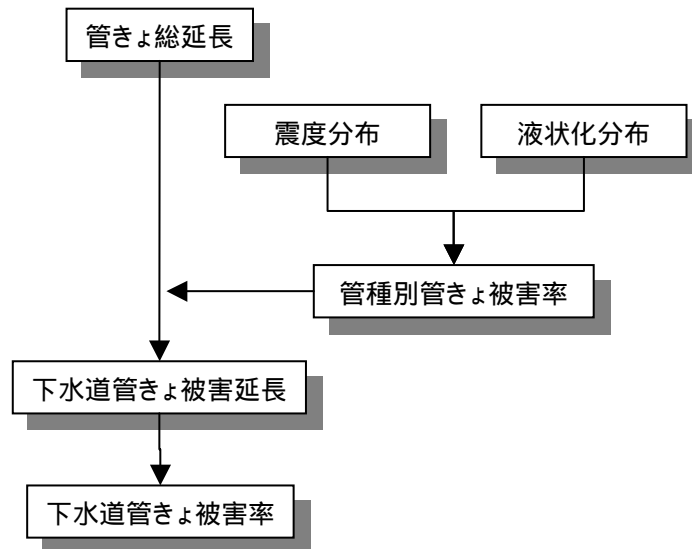 管きょ総延長
震度分布
液状化分布
管種別管きょ被害率
下水道管きょ被害延長
下水道管きょ被害率